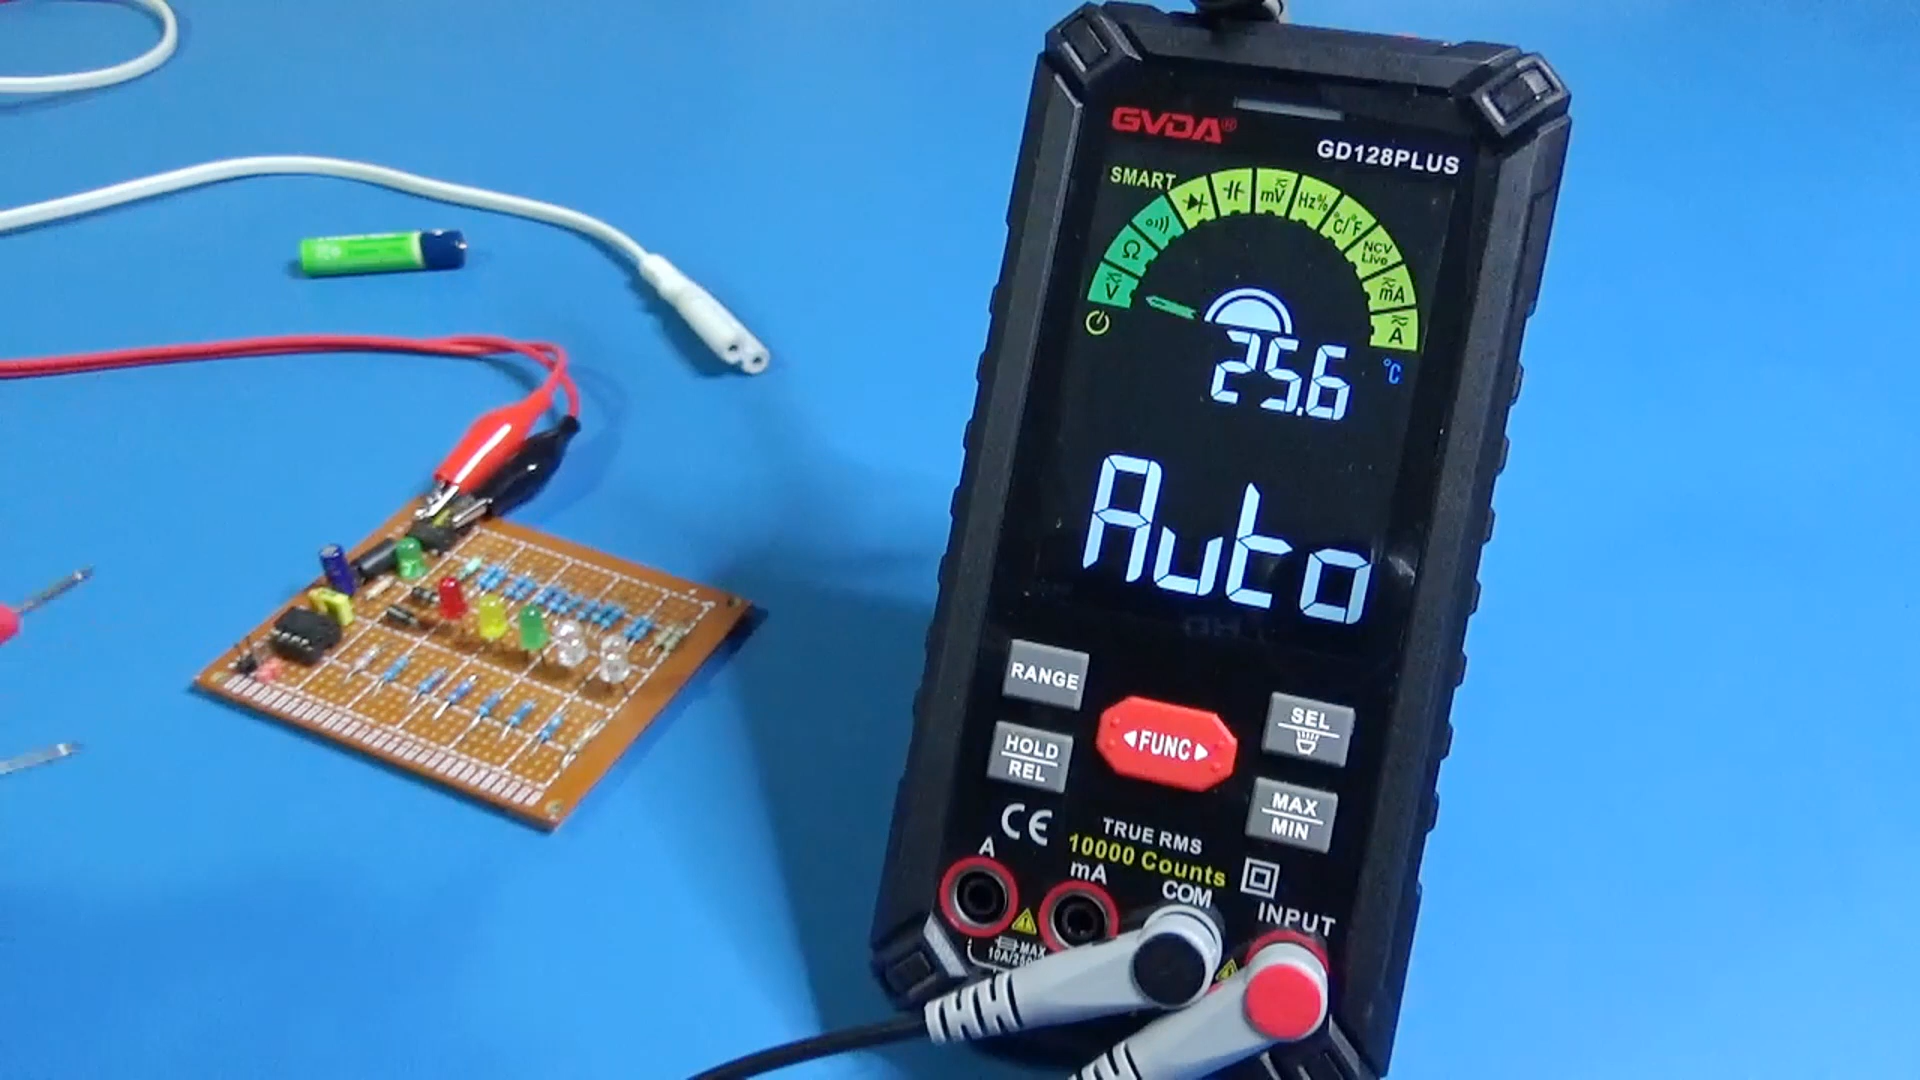 GVDA®
GD128PLUS
SMART
V
Ω
mV
Hz%
°C/°F
NCV
Live
mA
A
25.6 °C
Auto
RANGE
FUNC
SEL
HOLD
REL
MAX
MIN
CE
TRUE RMS
10000 Counts
A
mA
COM
INPUT
MAX